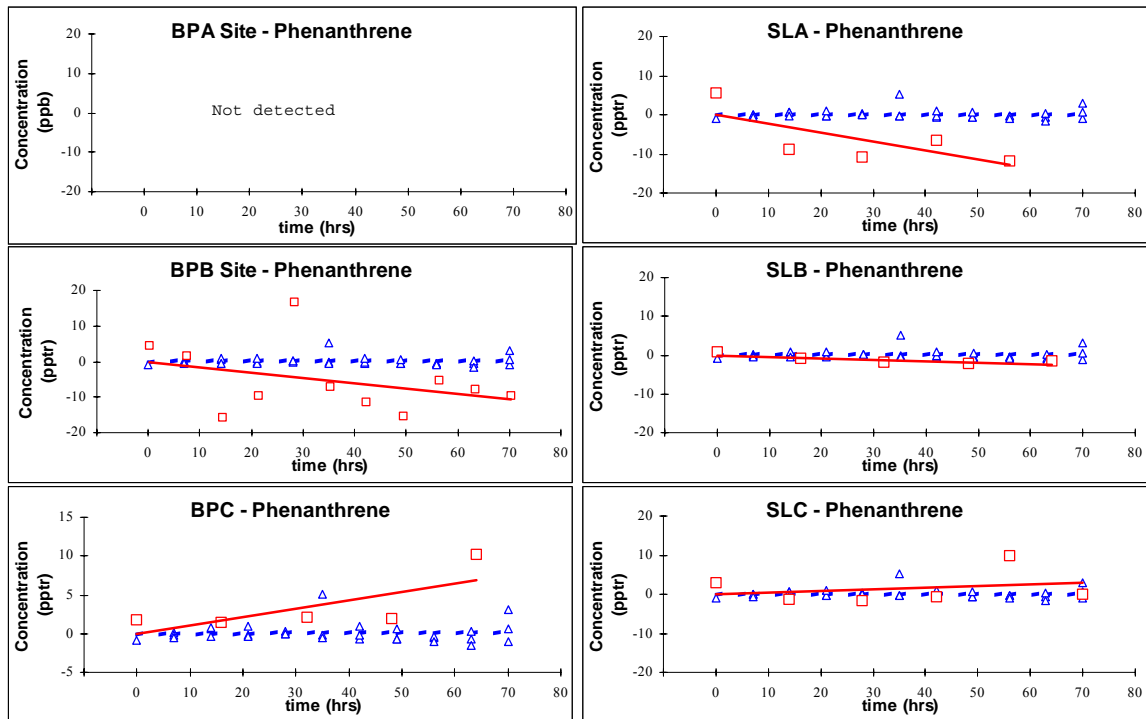 BPA Site - Phenanthrene
Concentration
(ppb)
20
10
0
-10
-20
Not detected
0 10 20 30 40 50 60 70 80
time (hrs)
SLA - Phenanthrene
Concentration
(pptr)
20
10
0
-10
-20
0 10 20 30 40 50 60 70 80
time (hrs)
BPB Site - Phenanthrene
Concentration
(pptr)
20
10
0
-10
-20
0 10 20 30 40 50 60 70 80
time (hrs)
SLB - Phenanthrene
Concentration
(pptr)
20
10
0
-10
-20
0 10 20 30 40 50 60 70 80
time (hrs)
BPC - Phenanthrene
Concentration
(pptr)
15
10
5
0
-5
0 10 20 30 40 50 60 70 80
time (hrs)
SLC - Phenanthrene
Concentration
(pptr)
20
10
0
-10
-20
0 10 20 30 40 50 60 70 80
time (hrs)